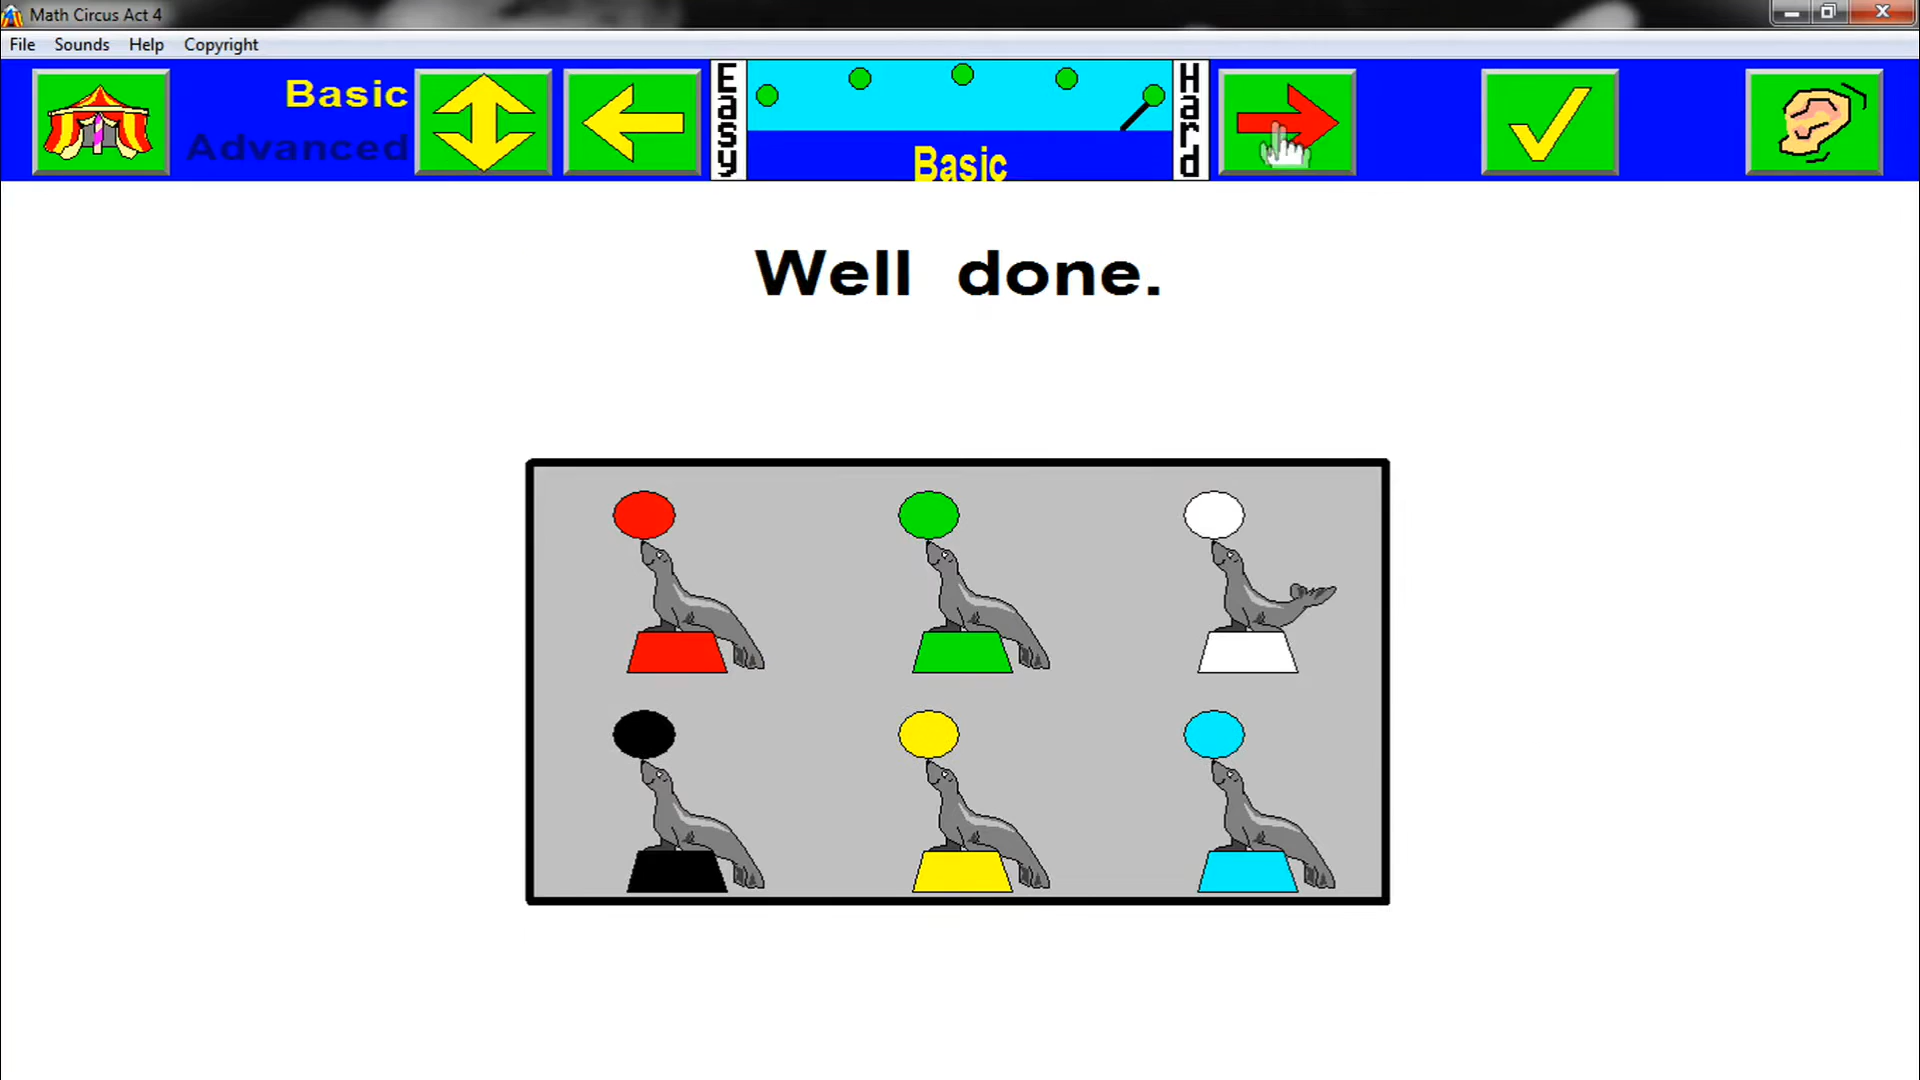 Math Circus Act 4
File Sounds Help Copyright
Basic
Advanced
Easy
Hard
Basic
Well done.